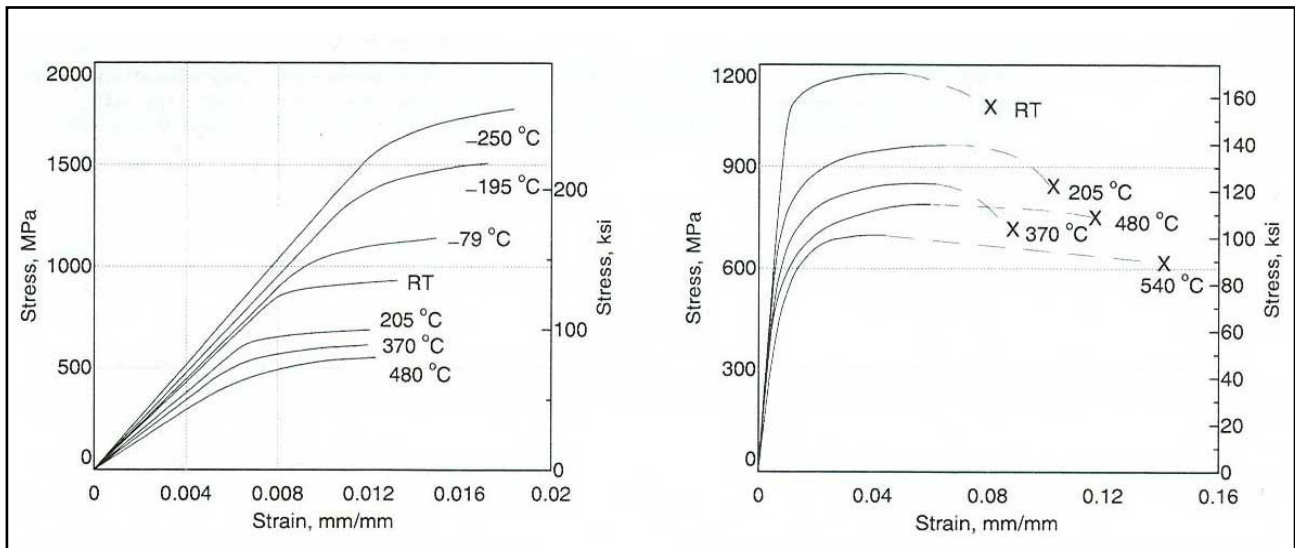 2000
1500
1000
500
0
Stress, MPa
–250 °C
–195 °C
–79 °C
RT
205 °C
370 °C
480 °C
200
100
0
Stress, ksi
0 0.004 0.008 0.012 0.016 0.02
Strain, mm/mm
1200
900
600
300
0
Stress, MPa
X RT
X 205 °C
X 480 °C
X 370 °C
X
540 °C
160
140
120
100
80
60
40
20
0
Stress, ksi
0 0.04 0.08 0.12 0.16
Strain, mm/mm